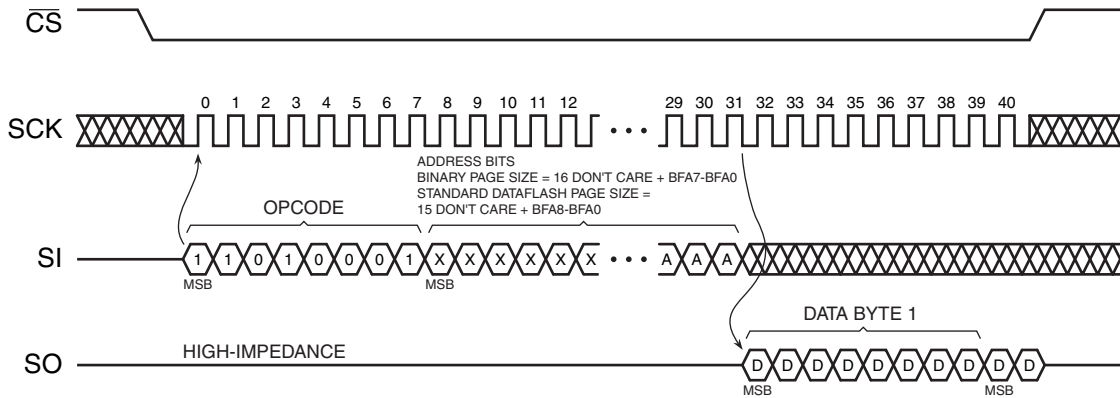 CS
SCK
0 1 2 3 4 5 6 7 8 9 10 11 12 29 30 31 32 33 34 35 36 37 38 39 40
ADDRESS BITS
BINARY PAGE SIZE = 16 DON'T CARE + BFA7-BFA0
STANDARD DATAFLASH PAGE SIZE =
15 DON'T CARE + BFA8-BFA0
OPCODE
SI
1 1 0 1 0 0 0 1 X X X X X X A A A
MSB MSB
DATA BYTE 1
SO
HIGH-IMPEDANCE
D D D D D D D D D D
MSB MSB